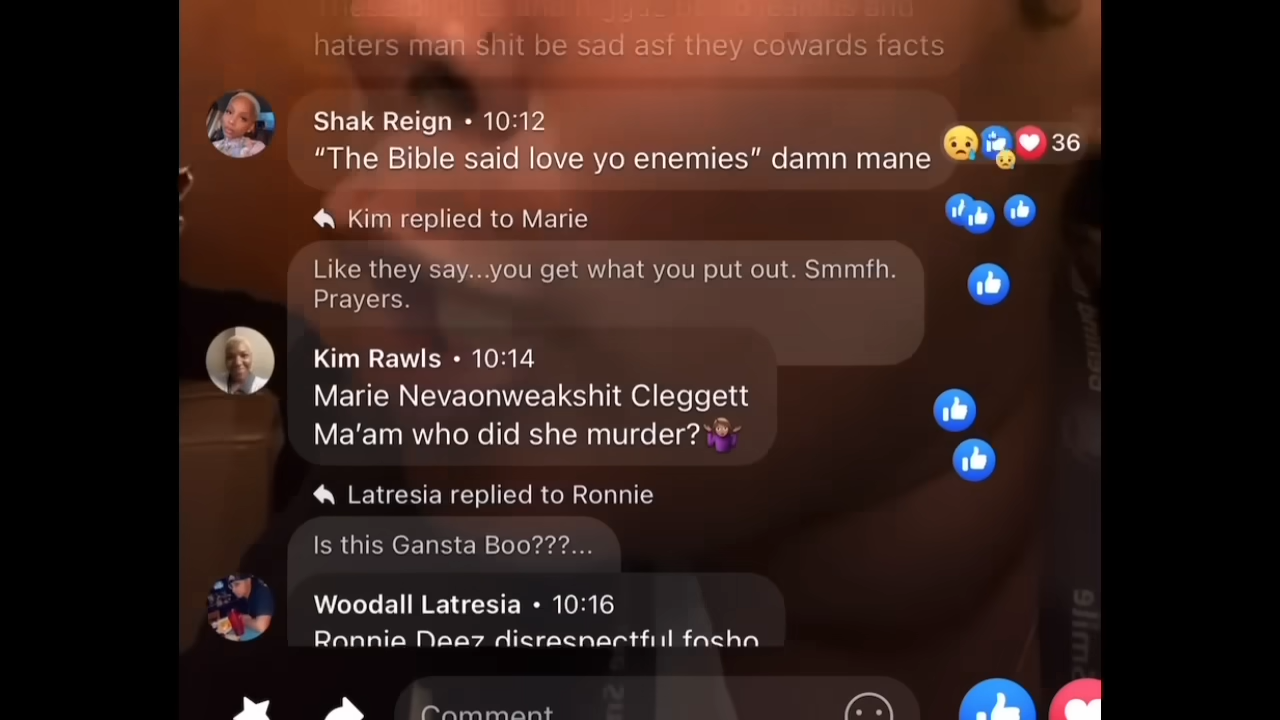 haters man shit be sad asf they cowards facts
Shak Reign • 10:12
“The Bible said love yo enemies” damn mane
36
Kim replied to Marie
Like they say...you get what you put out. Smmfh.
Prayers.
Kim Rawls • 10:14
Marie Nevaonweakshit Cleggett
Ma’am who did she murder?🤷🏽‍♀️
Latresia replied to Ronnie
Is this Gansta Boo???...
Woodall Latresia • 10:16
Ronnie Deez disrespectful fosho
Comment